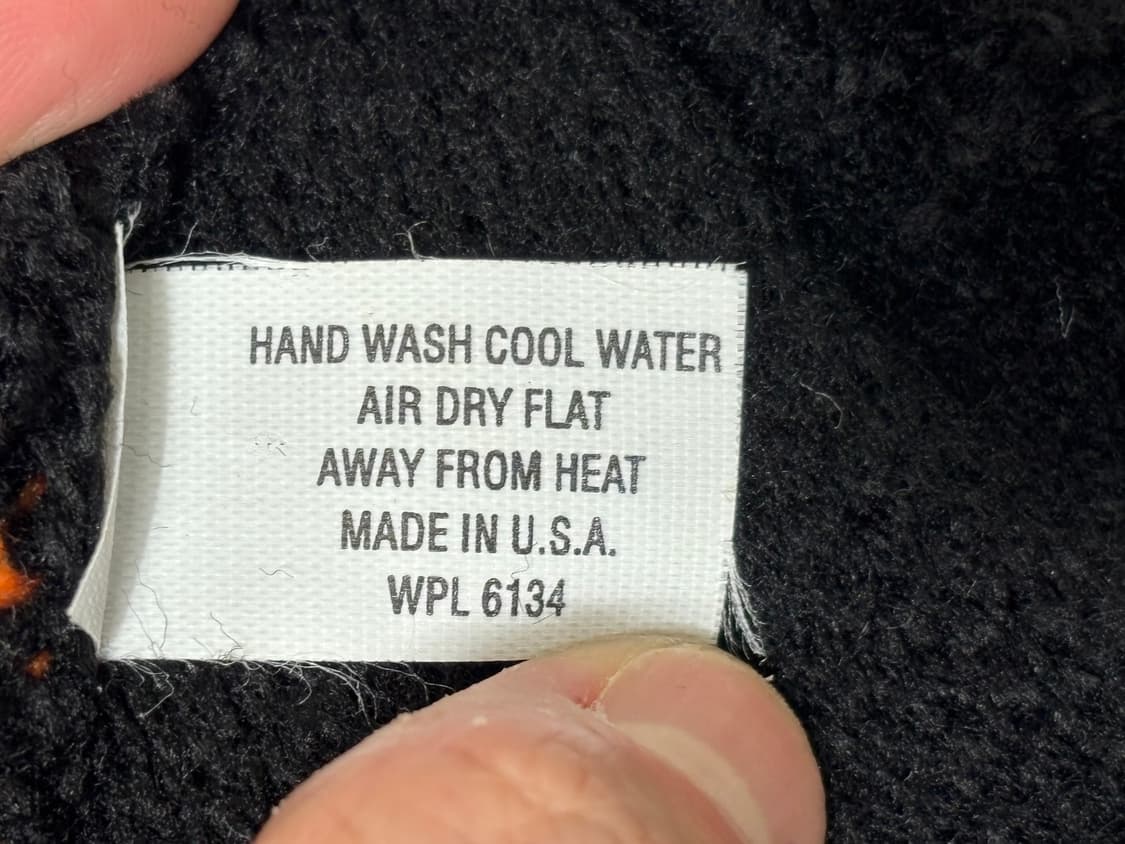 HAND WASH COOL WATER
AIR DRY FLAT
AWAY FROM HEAT
MADE IN U.S.A.
WPL 6134